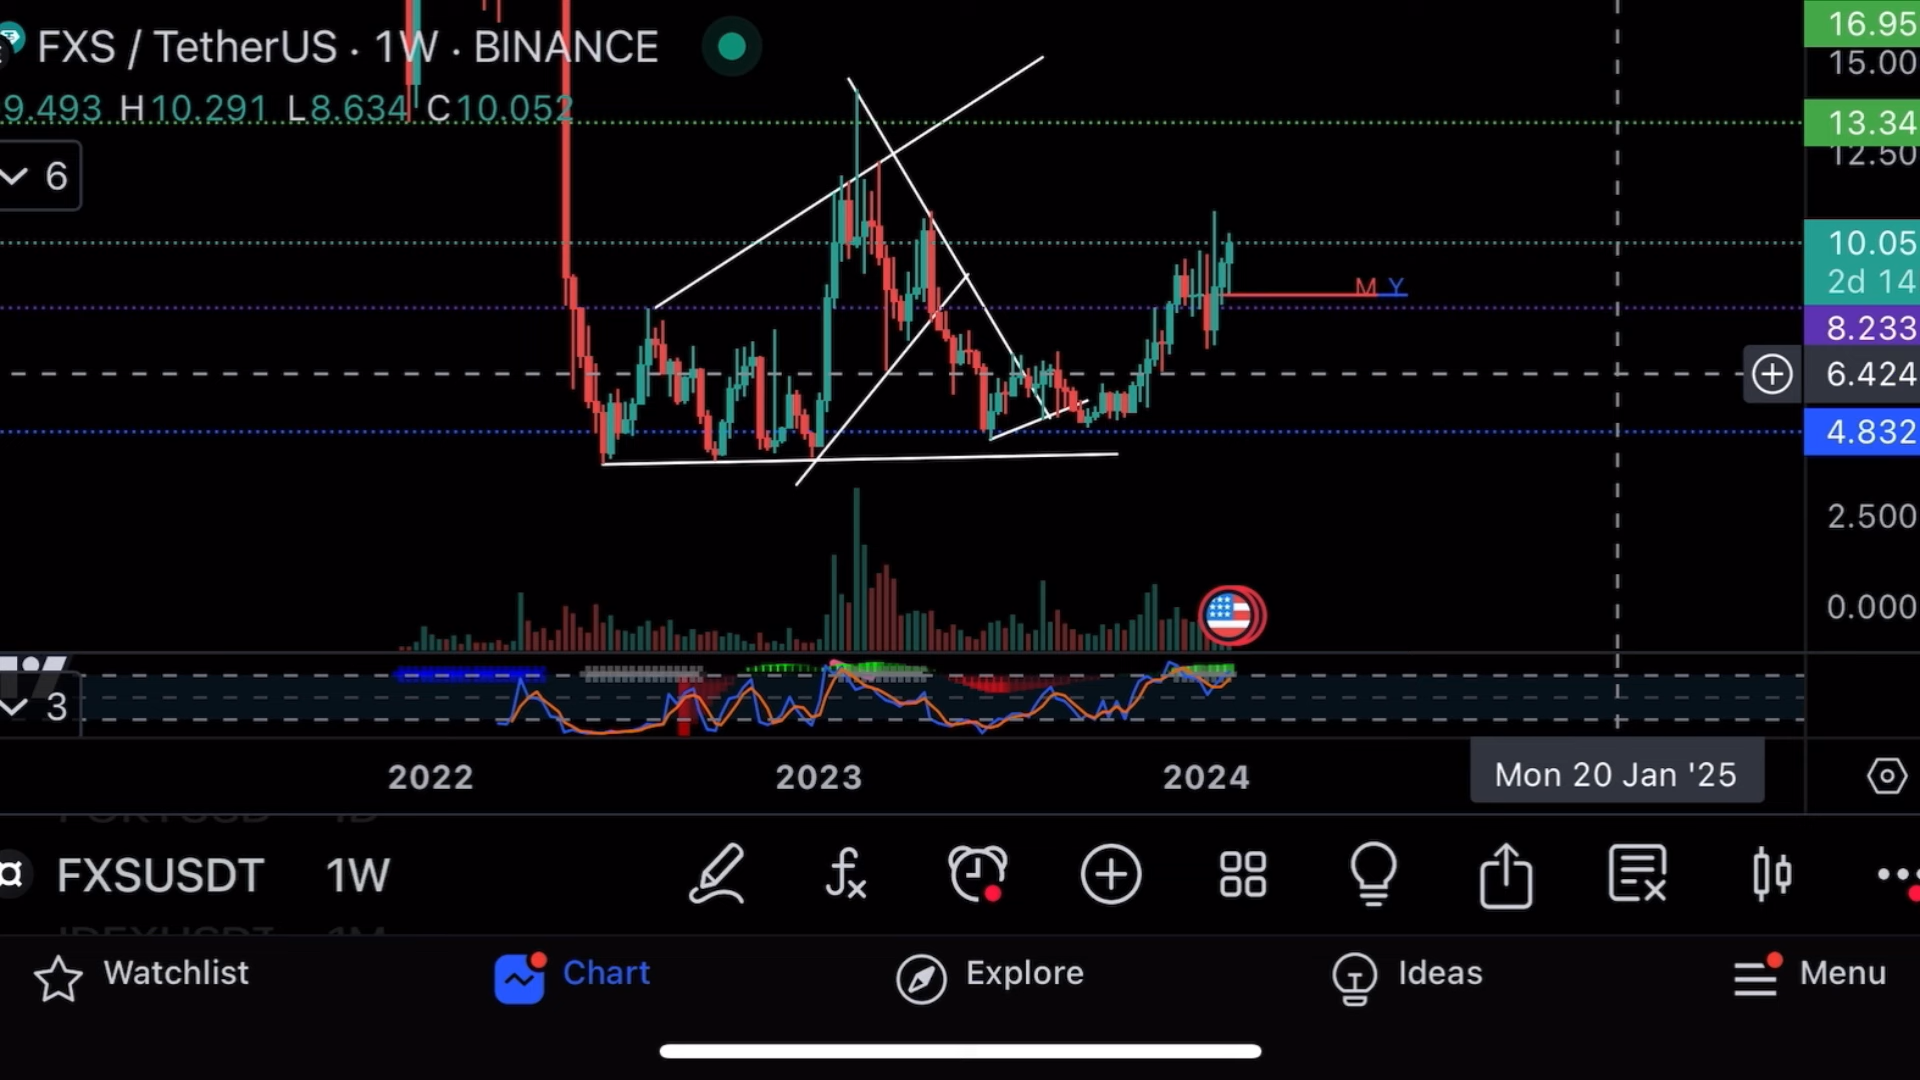 FXS / TetherUS · 1W · BINANCE
9.493 H10.291 L8.634 C10.052
6
16.95
15.00
13.34
12.50
10.05
2d 14
M Y
8.233
6.424
4.832
2.500
0.000
3
2022 2023 2024 Mon 20 Jan '25
FXSUSDT 1W
Watchlist Chart Explore Ideas Menu